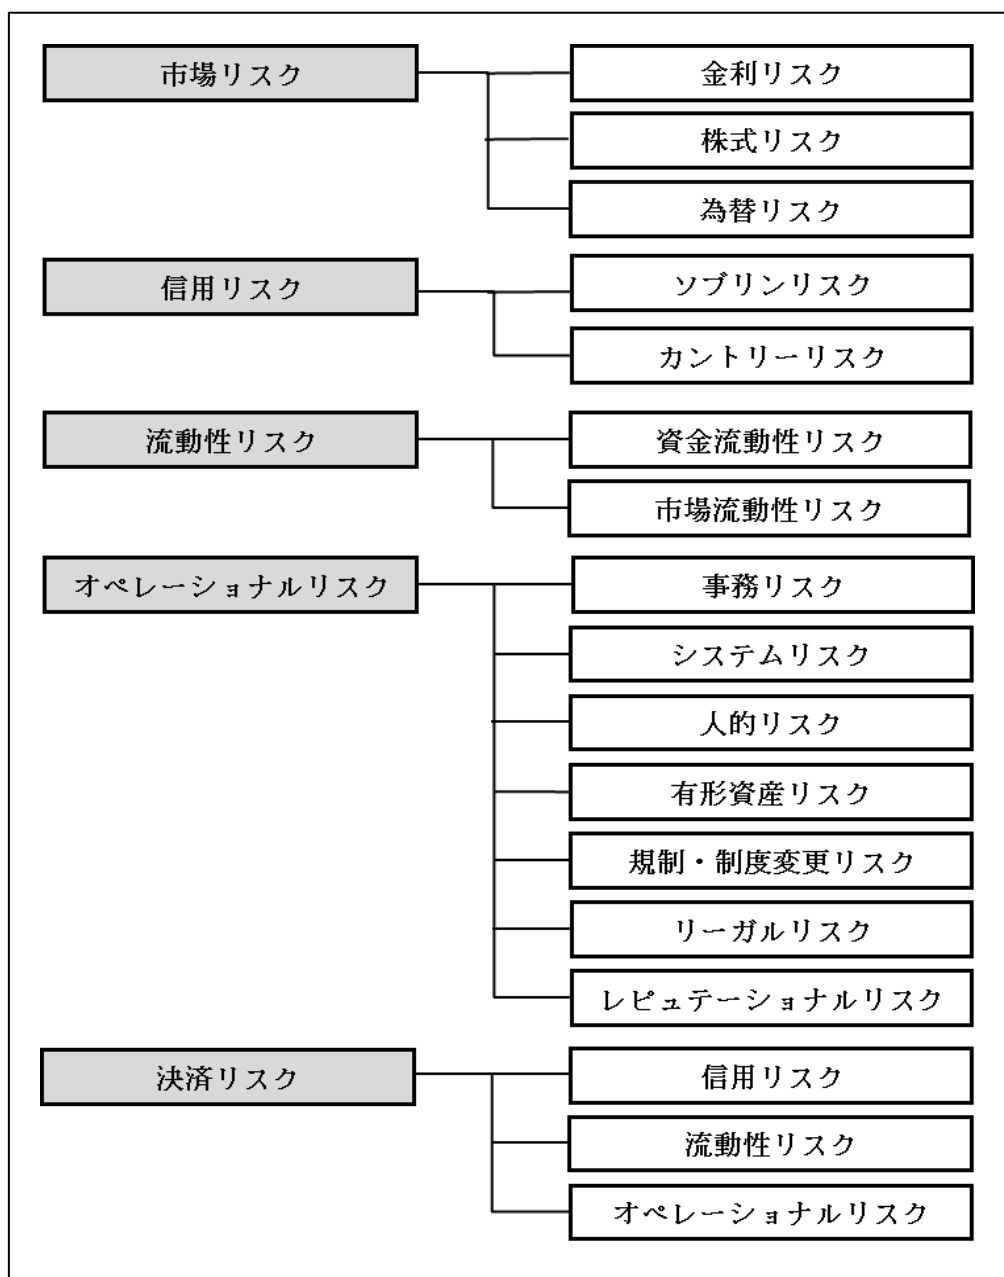 市場リスク
金利リスク
株式リスク
為替リスク
信用リスク
ソブリンリスク
カントリーリスク
流動性リスク
資金流動性リスク
市場流動性リスク
オペレーショナルリスク
事務リスク
システムリスク
人的リスク
有形資産リスク
規制・制度変更リスク
リーガルリスク
レピュテーショナルリスク
決済リスク
信用リスク
流動性リスク
オペレーショナルリスク